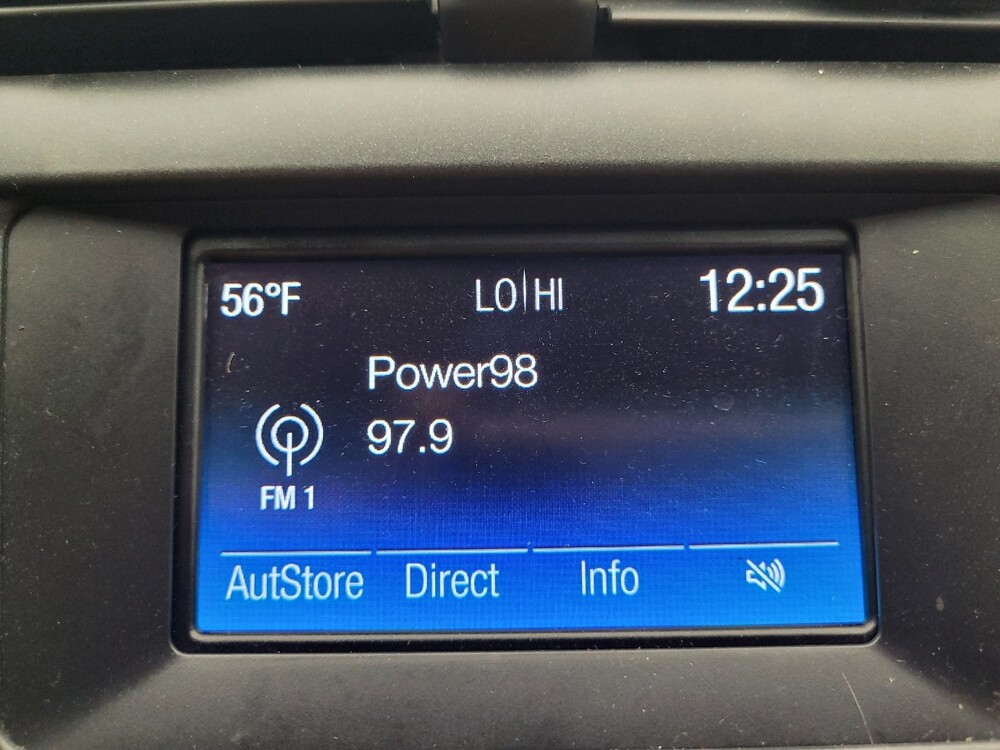 56°F LO|HI 12:25
Power98
97.9
FM 1
AutStore Direct Info